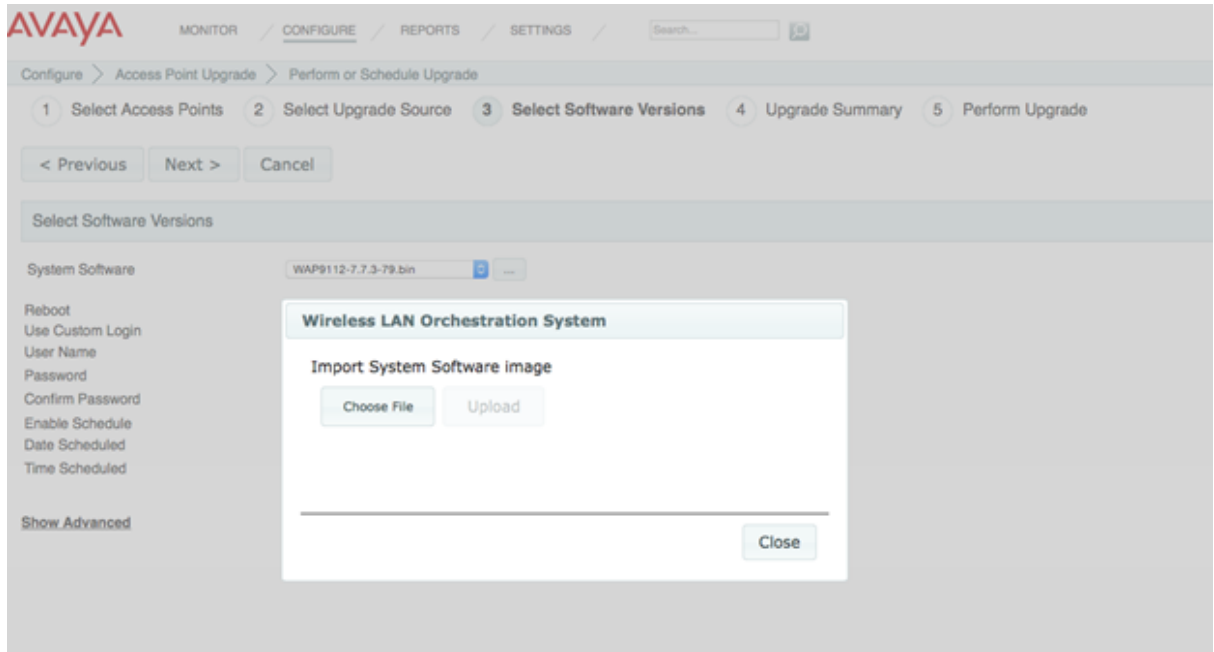 AVAYA MONITOR / CONFIGURE / REPORTS / SETTINGS / Search...
Configure > Access Point Upgrade > Perform or Schedule Upgrade
1 Select Access Points 2 Select Upgrade Source 3 Select Software Versions 4 Upgrade Summary 5 Perform Upgrade
< Previous Next > Cancel
Select Software Versions
System Software WAP9112-7.7.3-79.bin ...
Reboot
Use Custom Login
User Name
Password
Confirm Password
Enable Schedule
Date Scheduled
Time Scheduled
Show Advanced
Wireless LAN Orchestration System
Import System Software image
Choose File Upload
Close